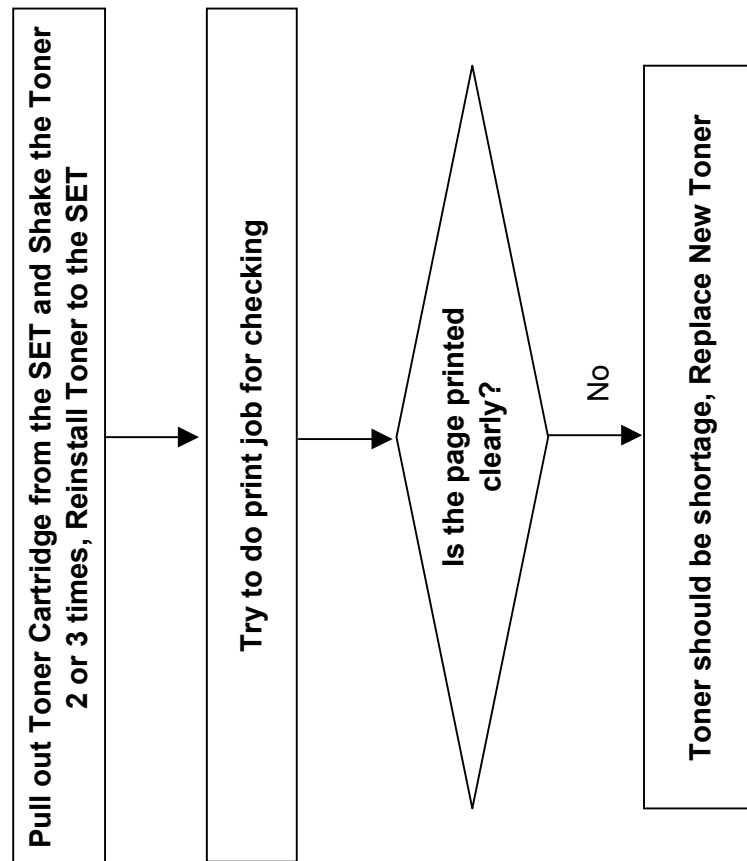 Pull out Toner Cartridge from the SET and Shake the Toner
2 or 3 times, Reinstall Toner to the SET
Try to do print job for checking
Is the page printed
clearly?
No
Toner should be shortage, Replace New Toner